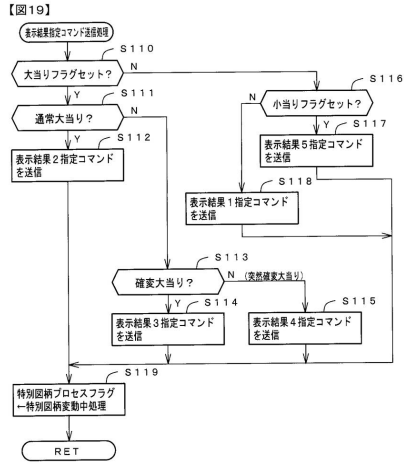 【図19】
表示結果指定コマンド送信処理
S110
大当りフラグセット?
N
S116
Y
S111
小当りフラグセット?
N
通常大当り?
N
Y
S117
Y
S112
表示結果5指定コマンド
を送信
表示結果2指定コマンド
を送信
S118
表示結果1指定コマンド
を送信
S113
確変大当り?
N
(突然確変大当り)
Y
S114
S115
表示結果3指定コマンド
を送信
表示結果4指定コマンド
を送信
S119
特別図柄プロセスフラグ
←特別図柄変動中処理
RET